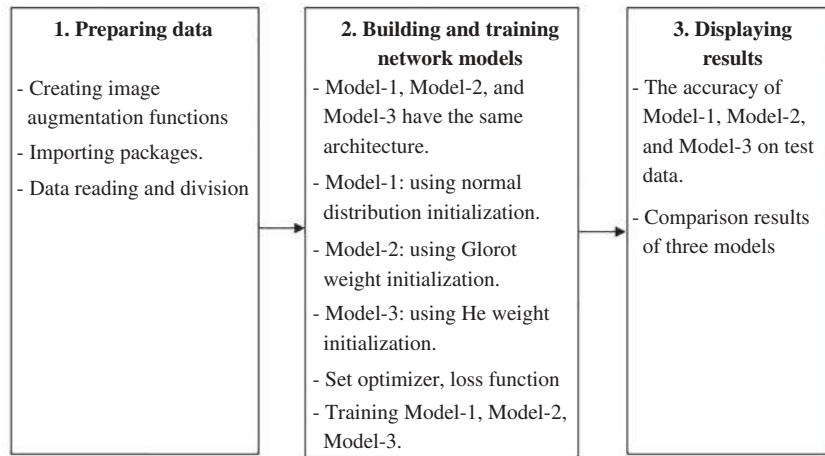 1. Preparing data
- Creating image
augmentation functions
- Importing packages.
- Data reading and division
2. Building and training
network models
- Model-1, Model-2, and
Model-3 have the same
architecture.
- Model-1: using normal
distribution initialization.
- Model-2: using Glorot
weight initialization.
- Model-3: using He weight
initialization.
- Set optimizer, loss function
- Training Model-1, Model-2,
Model-3.
3. Displaying
results
- The accuracy of
Model-1, Model-2,
and Model-3 on test
data.
- Comparison results
of three models